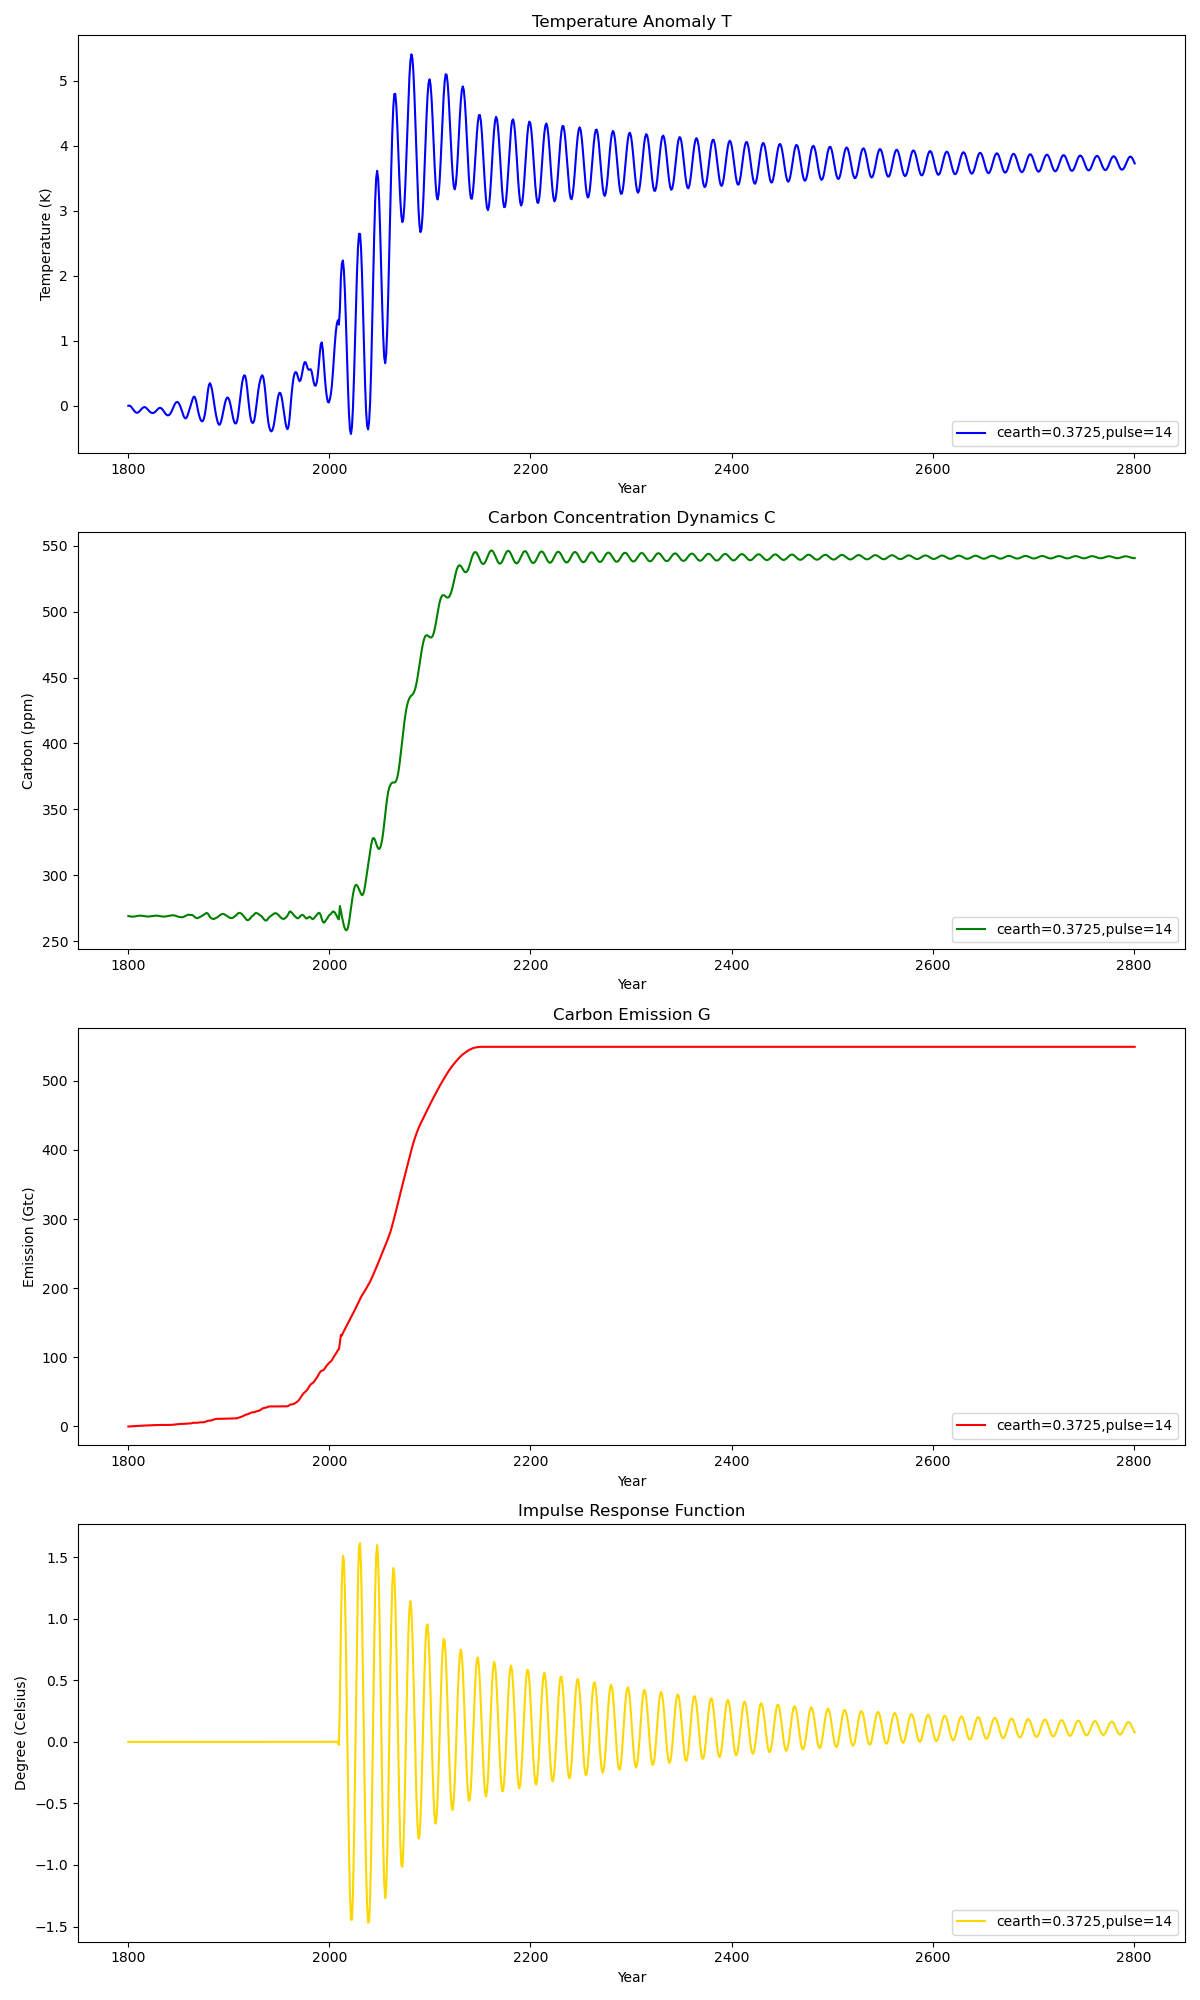 Temperature Anomaly T
5
4
3
2
1
0
Temperature (K)
cearth=0.3725,pulse=14
1800 2000 2200 2400 2600 2800
Year
Carbon Concentration Dynamics C
550
500
450
400
350
300
250
Carbon (ppm)
cearth=0.3725,pulse=14
1800 2000 2200 2400 2600 2800
Year
Carbon Emission G
500
400
300
200
100
0
Emission (Gtc)
cearth=0.3725,pulse=14
1800 2000 2200 2400 2600 2800
Year
Impulse Response Function
1.5
1.0
0.5
0.0
−0.5
−1.0
−1.5
Degree (Celsius)
cearth=0.3725,pulse=14
1800 2000 2200 2400 2600 2800
Year